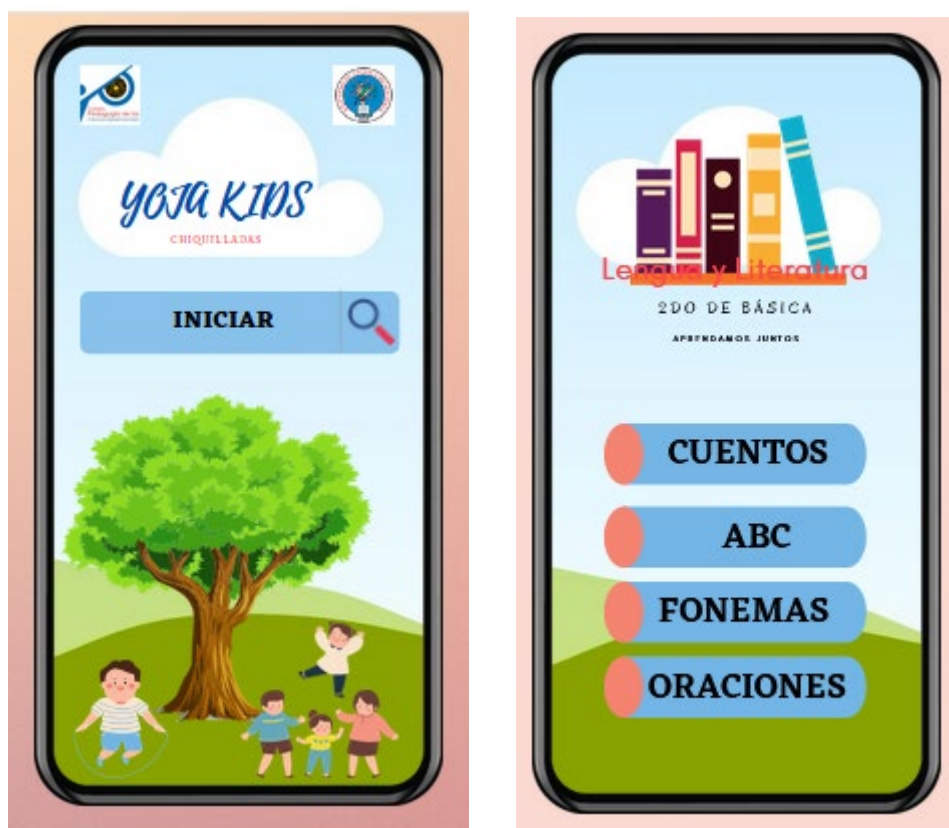 YOJA KIDS
CHIQUILLADAS
INICIAR
Lengua y Literatura
2DO DE BÁSICA
APRENDAMOS JUNTOS
CUENTOS
ABC
FONEMAS
ORACIONES